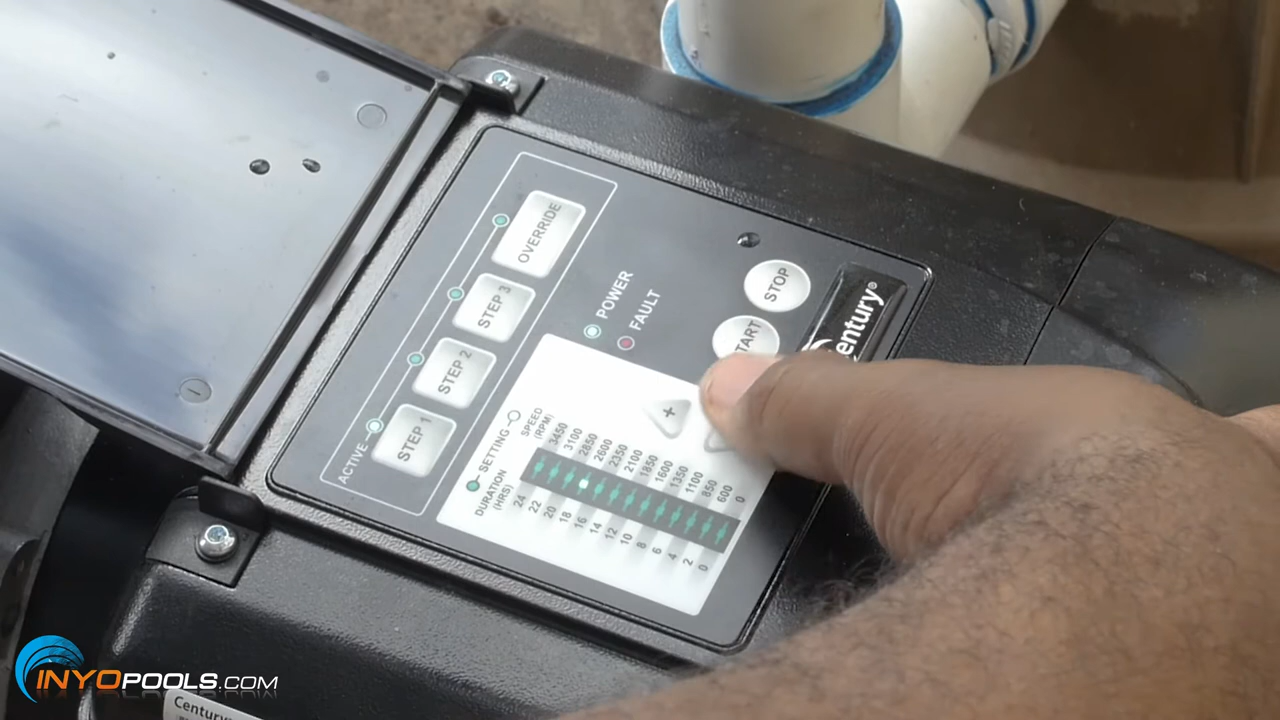 OVERRIDE
STEP 3
STEP 2
STEP 1
ACTIVE
POWER
FAULT
STOP
TART
entury®
+
SETTING
DURATION
(HRS)
SPEED
(RPM)
24 22 20 18 16 14 12 10 8 6 4 2 0
3450 3100 2850 2600 2350 2100 1850 1600 1350 1100 850 600 0
INYOPOOLS.COM
Century